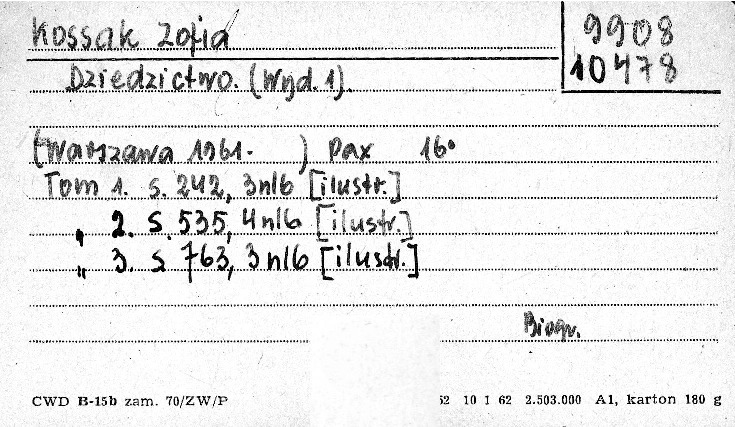 Kossak Zofia
9908
10478
Dziedzictwo. (Wyd. 1).
(Warszawa 1961- ) Pax 16°
Tom 1. s. 242, 3nlb [ilustr.]
„ 2. s. 535, 4nlb [ilustr.]
„ 3. s 763, 3nlb [ilustr.]
Biogr.
CWD B-15b zam. 70/ZW/P 52 10 I 62 2.503.000 A1, karton 180 g